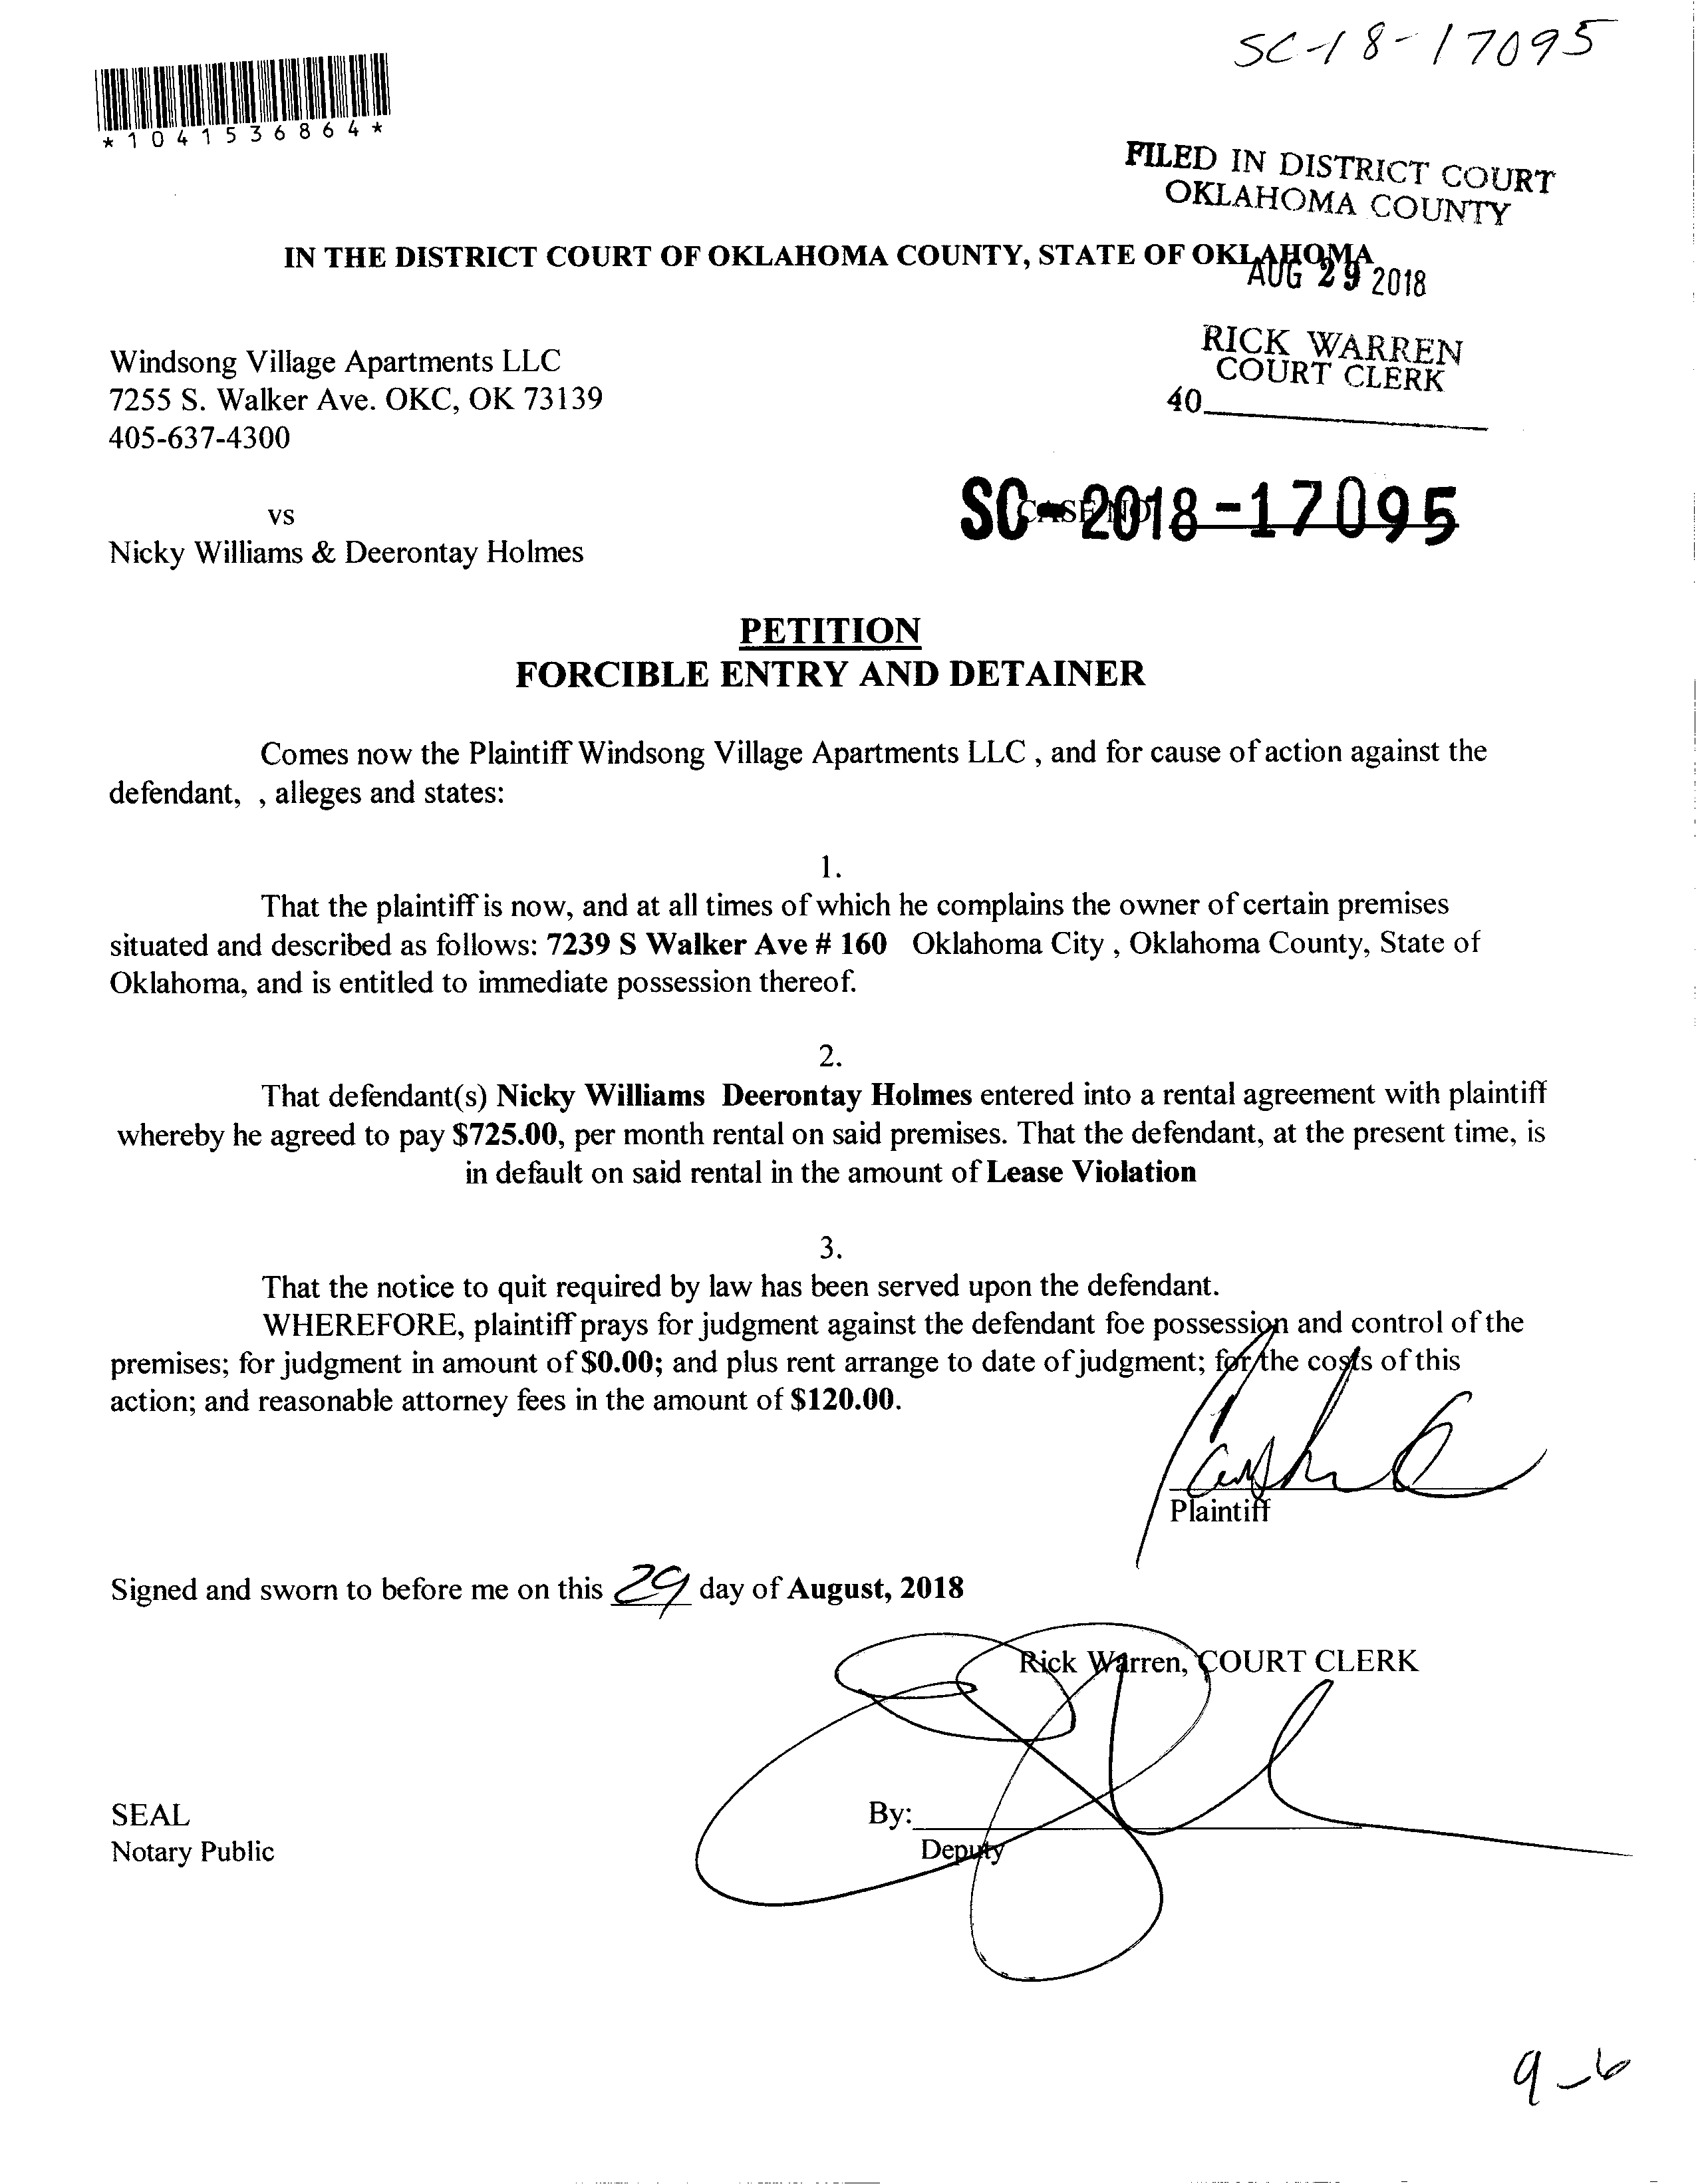 SC-18-17095
*1041536864*
FILED IN DISTRICT COURT
OKLAHOMA COUNTY
IN THE DISTRICT COURT OF OKLAHOMA COUNTY, STATE OF OKLAHOMA
AUG 29 2018
RICK WARREN
COURT CLERK
40
Windsong Village Apartments LLC
7255 S. Walker Ave. OKC, OK 73139
405-637-4300
vs
CASE NO
SC-2018-17095
Nicky Williams & Deerontay Holmes
PETITION
FORCIBLE ENTRY AND DETAINER
Comes now the Plaintiff Windsong Village Apartments LLC , and for cause of action against the
defendant, , alleges and states:
1.
That the plaintiff is now, and at all times of which he complains the owner of certain premises
situated and described as follows: 7239 S Walker Ave # 160 Oklahoma City , Oklahoma County, State of
Oklahoma, and is entitled to immediate possession thereof.
2.
That defendant(s) Nicky Williams Deerontay Holmes entered into a rental agreement with plaintiff
whereby he agreed to pay $725.00, per month rental on said premises. That the defendant, at the present time, is
in default on said rental in the amount of Lease Violation
3.
That the notice to quit required by law has been served upon the defendant.
WHEREFORE, plaintiff prays for judgment against the defendant foe possession and control of the
premises; for judgment in amount of $0.00; and plus rent arrange to date of judgment; for the costs of this
action; and reasonable attorney fees in the amount of $120.00.
Plaintiff
Signed and sworn to before me on this 29 day of August, 2018
Rick Warren, COURT CLERK
SEAL
By:
Notary Public
Deputy
9-6